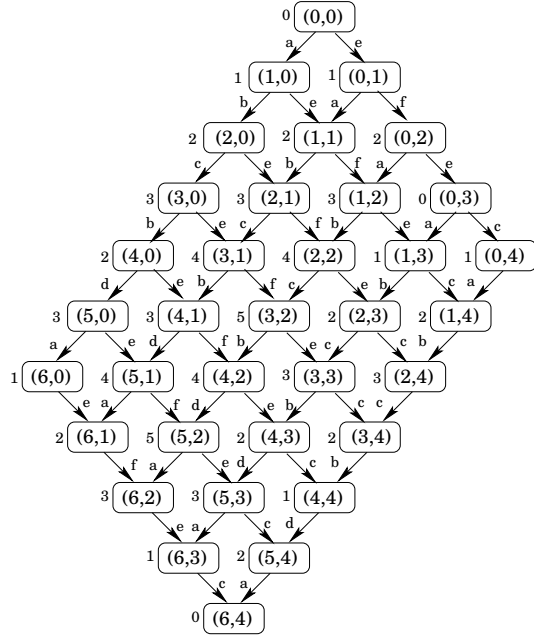 0 (0,0)
a e
1 (1,0) 1 (0,1)
b e a f
2 (2,0) 2 (1,1) 2 (0,2)
c e b f a e
3 (3,0) 3 (2,1) 3 (1,2) 0 (0,3)
b e c f b e a c
2 (4,0) 4 (3,1) 4 (2,2) 1 (1,3) 1 (0,4)
d e b f c e b c a
3 (5,0) 3 (4,1) 5 (3,2) 2 (2,3) 2 (1,4)
a e d f b e c c b
1 (6,0) 4 (5,1) 4 (4,2) 3 (3,3) 3 (2,4)
e a f d e b c c
2 (6,1) 5 (5,2) 2 (4,3) 2 (3,4)
f a e d c b
3 (6,2) 3 (5,3) 1 (4,4)
e a c d
1 (6,3) 2 (5,4)
c a
0 (6,4)